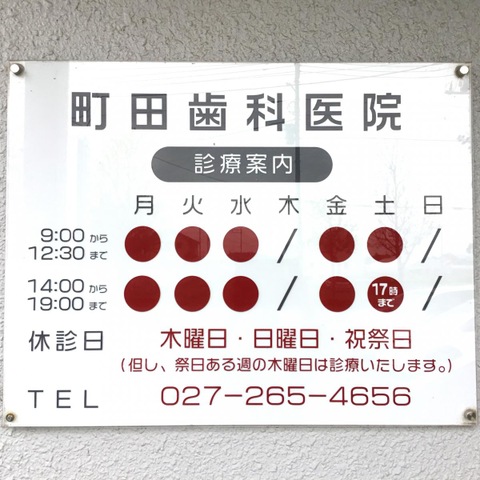 町田歯科医院
診療案内
月 火 水 木 金 土 日
9:00から
12:30まで ● ● ● / ● ● /
14:00から
19:00まで ● ● ● / ● 17時まで /
休診日 木曜日・日曜日・祝祭日
(但し、祭日ある週の木曜日は診療いたします。)
TEL 027-265-4656